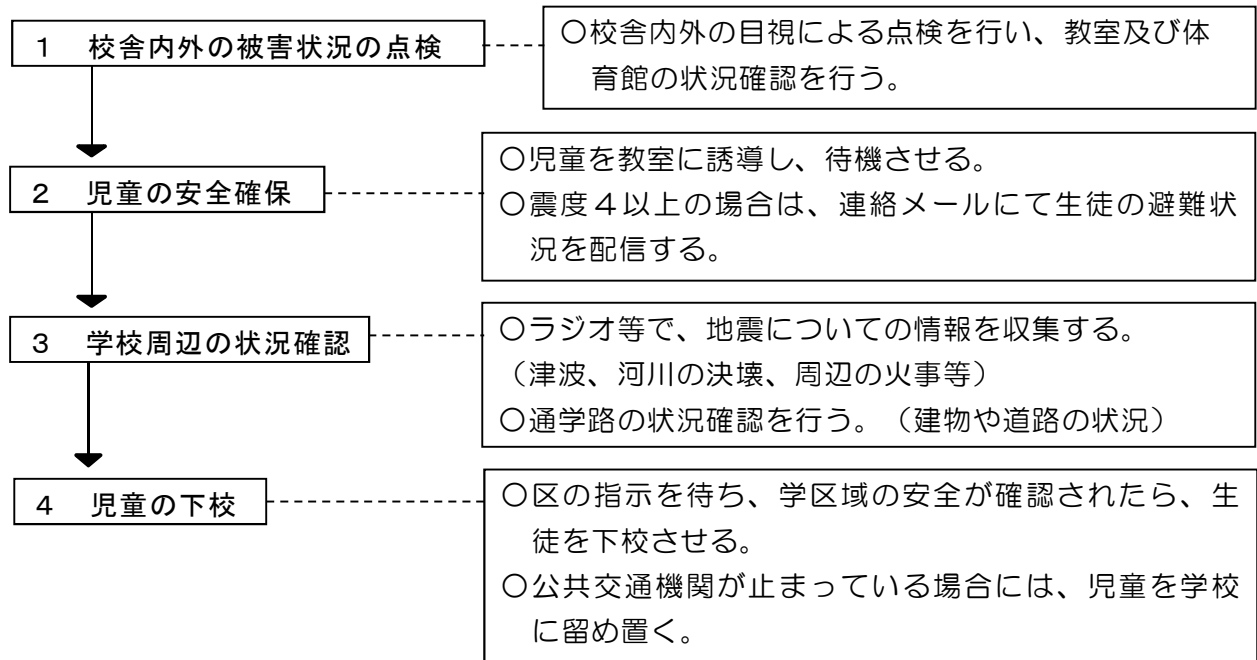 1 校舎内外の被害状況の点検
〇校舎内外の目視による点検を行い、教室及び体
育館の状況確認を行う。
2 児童の安全確保
〇児童を教室に誘導し、待機させる。
〇震度4以上の場合は、連絡メールにて生徒の避難状
況を配信する。
3 学校周辺の状況確認
〇ラジオ等で、地震についての情報を収集する。
（津波、河川の決壊、周辺の火事等）
〇通学路の状況確認を行う。（建物や道路の状況）
4 児童の下校
〇区の指示を待ち、学区域の安全が確認されたら、生
徒を下校させる。
〇公共交通機関が止まっている場合には、児童を学校
に留め置く。